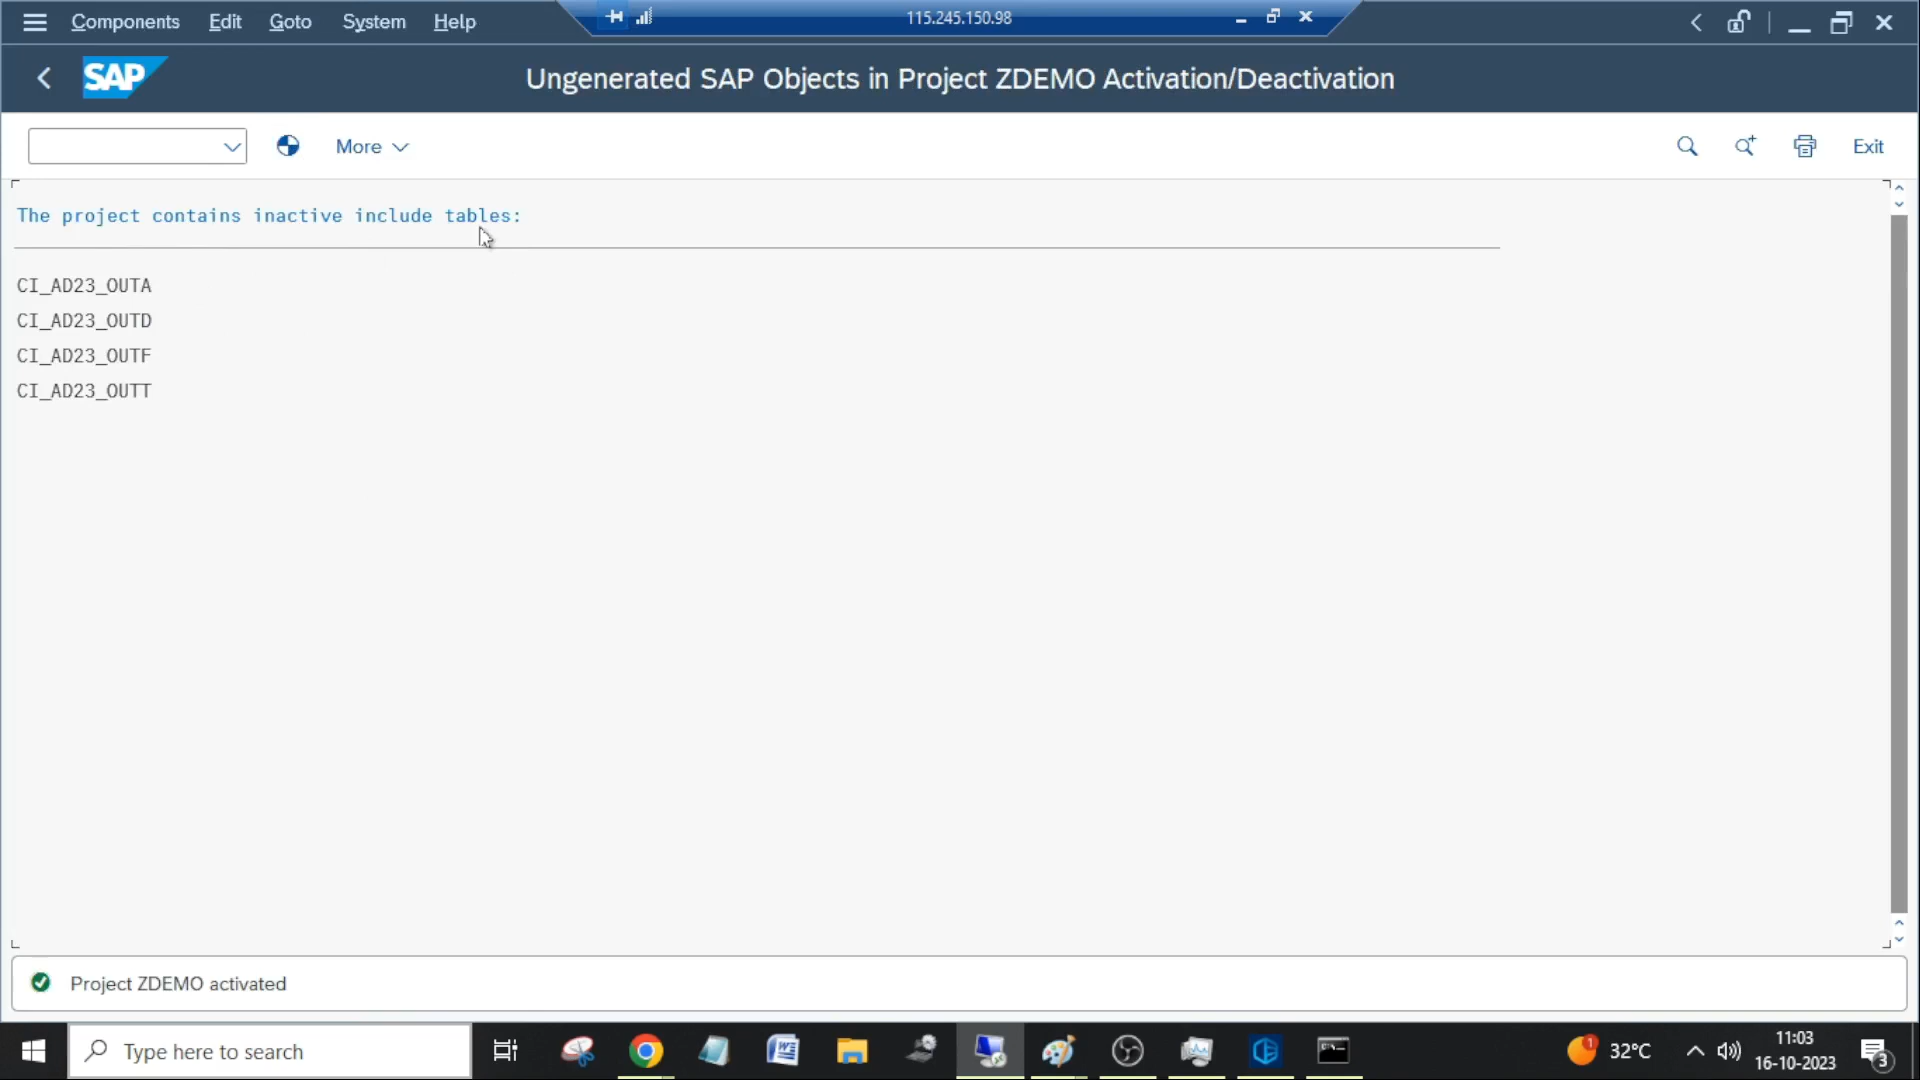 Components Edit Goto System Help
115.245.150.98
SAP
Ungenerated SAP Objects in Project ZDEMO Activation/Deactivation
More
Exit
The project contains inactive include tables:
CI_AD23_OUTA
CI_AD23_OUTD
CI_AD23_OUTF
CI_AD23_OUTT
Project ZDEMO activated
Type here to search
1
32°C
11:03
16-10-2023
3